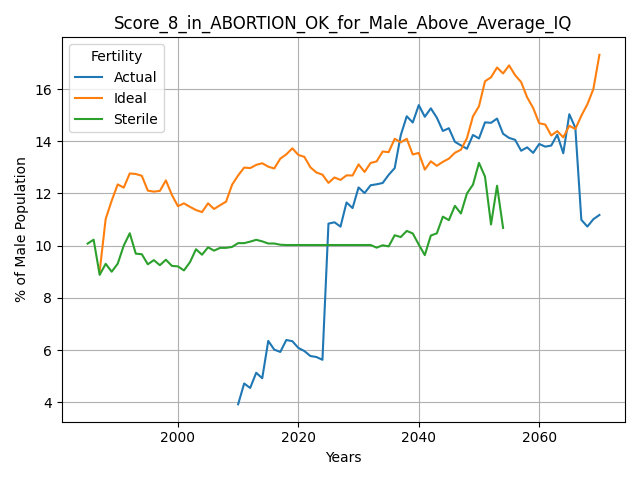 Score_8_in_ABORTION_OK_for_Male_Above_Average_IQ
Fertility
Actual
Ideal
Sterile
% of Male Population
16
14
12
10
8
6
4
2000 2020 2040 2060
Years